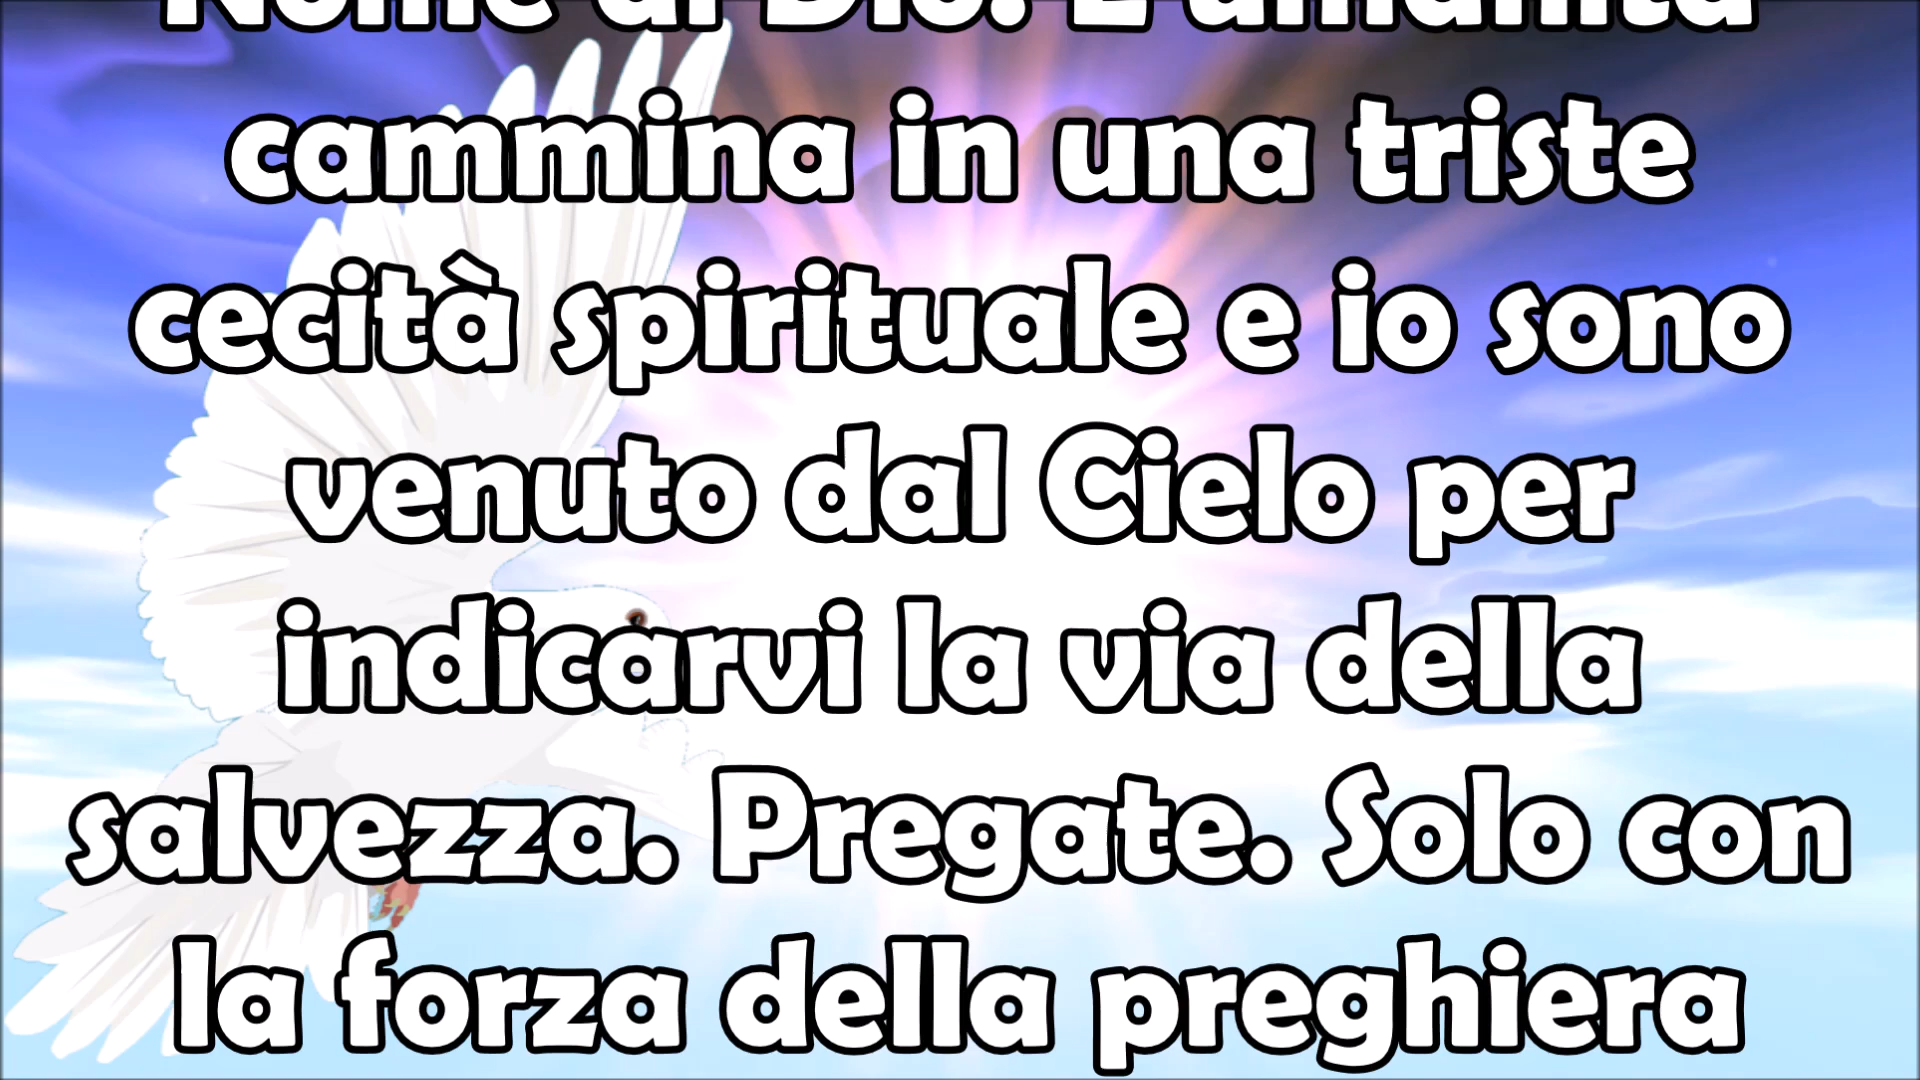 Nome di Dio. L'umanità
cammina in una triste
cecità spirituale e io sono
venuto dal Cielo per
indicarvi la via della
salvezza. Pregate. Solo con
la forza della preghiera